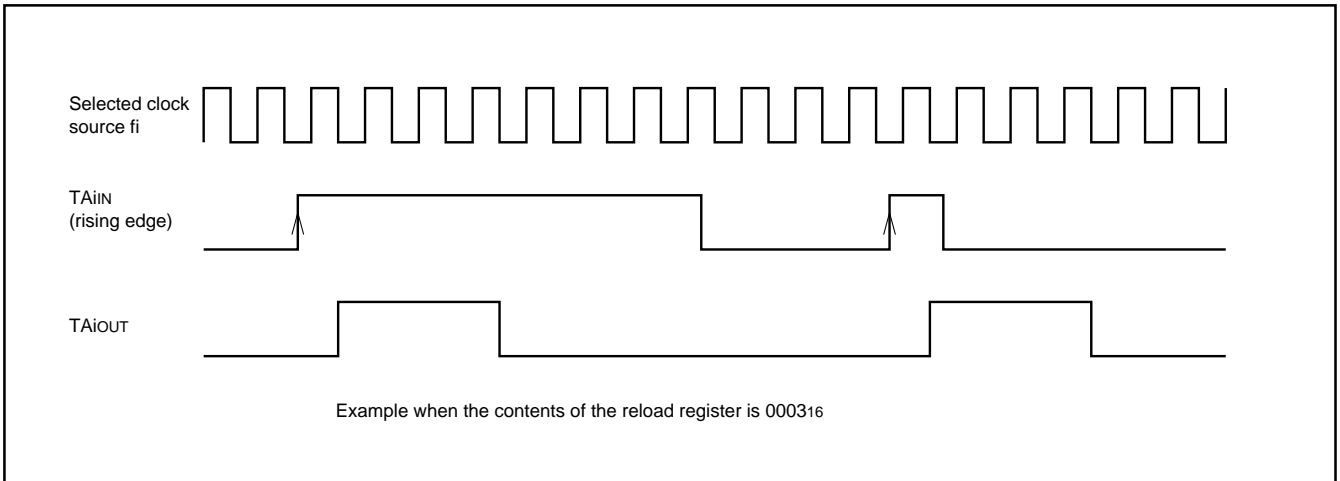 Selected clock
source fi
TAiIN
(rising edge)
TAiOUT
Example when the contents of the reload register is 000316